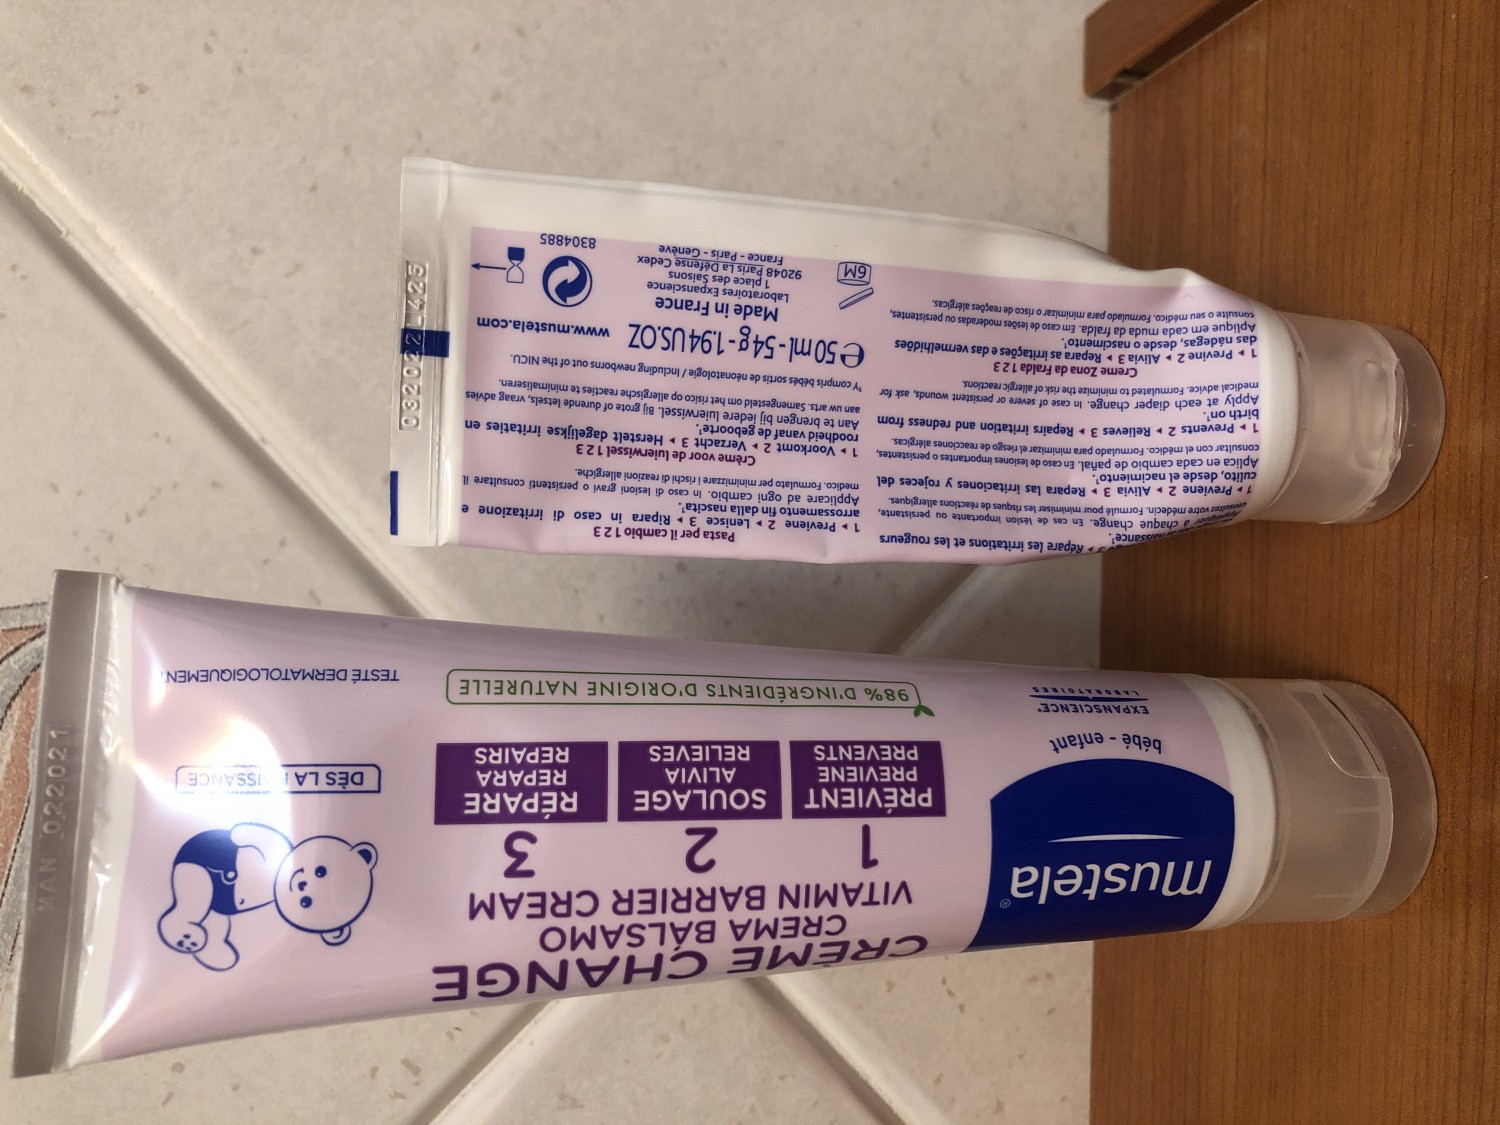 mustela®
bébé - enfant
EXPANSCIENCE®
LABORATOIRES
CRÈME CHANGE
CREMA BÁLSAMO
VITAMIN BARRIER CREAM
1
PRÉVIENT
PREVIENE
PREVENTS
2
SOULAGE
ALIVIA
RELIEVES
3
RÉPARE
REPARA
REPAIRS
98% D'INGRÉDIENTS D'ORIGINE NATURELLE
DÈS LA NAISSANCE
TESTÉ DERMATOLOGIQUEMENT
022021
3 ▸ Répare les irritations et les rougeurs
naissance¹.
Appliquer à chaque change. En cas de lésion importante ou persistante,
consultez votre médecin. Formulé pour minimiser les risques de réactions allergiques.
1 ▸ Previene 2 ▸ Alivia 3 ▸ Repara las irritaciones y rojeces del
culito, desde el nacimiento¹.
Aplica en cada cambio de pañal. En caso de lesiones importantes o persistentes,
consultar con el médico. Formulado para minimizar el riesgo de reacciones alérgicas.
1 ▸ Prevents 2 ▸ Relieves 3 ▸ Repairs irritation and redness from
birth on¹.
Apply at each diaper change. In case of severe or persistent wounds, ask for
medical advice. Formulated to minimize the risk of allergic reactions.
Creme Zona da Fralda 1 2 3
1 ▸ Previne 2 ▸ Alivia 3 ▸ Repara as irritações e das vermelhidões
das nádegas, desde o nascimento¹.
Aplique em cada muda da fralda. Em caso de lesões moderadas ou persistentes,
consulte o seu médico. Formulado para minimizar o risco de reações alérgicas.
Pasta per il cambio 1 2 3
1 ▸ Previene 2 ▸ Lenisce 3 ▸ Ripara in caso di irritazione e
arrossamento fin dalla nascita¹.
Applicare ad ogni cambio. In caso di lesioni gravi o persistenti consultare il
medico. Formulato per minimizzare i rischi di reazioni allergiche.
Crème voor de luierwissel 1 2 3
1 ▸ Voorkomt 2 ▸ Verzacht 3 ▸ Herstelt dagelijkse irritaties en
roodheid vanaf de geboorte¹.
Aan te brengen bij iedere luierwissel. Bij grote of durende letsels, vraag advies
aan uw arts. Samengesteld om het risico op allergische reacties te minimaliseren.
¹Y compris bébés sortis de néonatologie / Including newborns out of the NICU.
℮ 50 ml - 54 g - 1.94 US.OZ www.mustela.com
Made in France
Laboratoires Expanscience
1 place des Saisons
92048 Paris La Défense Cedex
France - Paris - Genève
6M
8304885
032022 L425